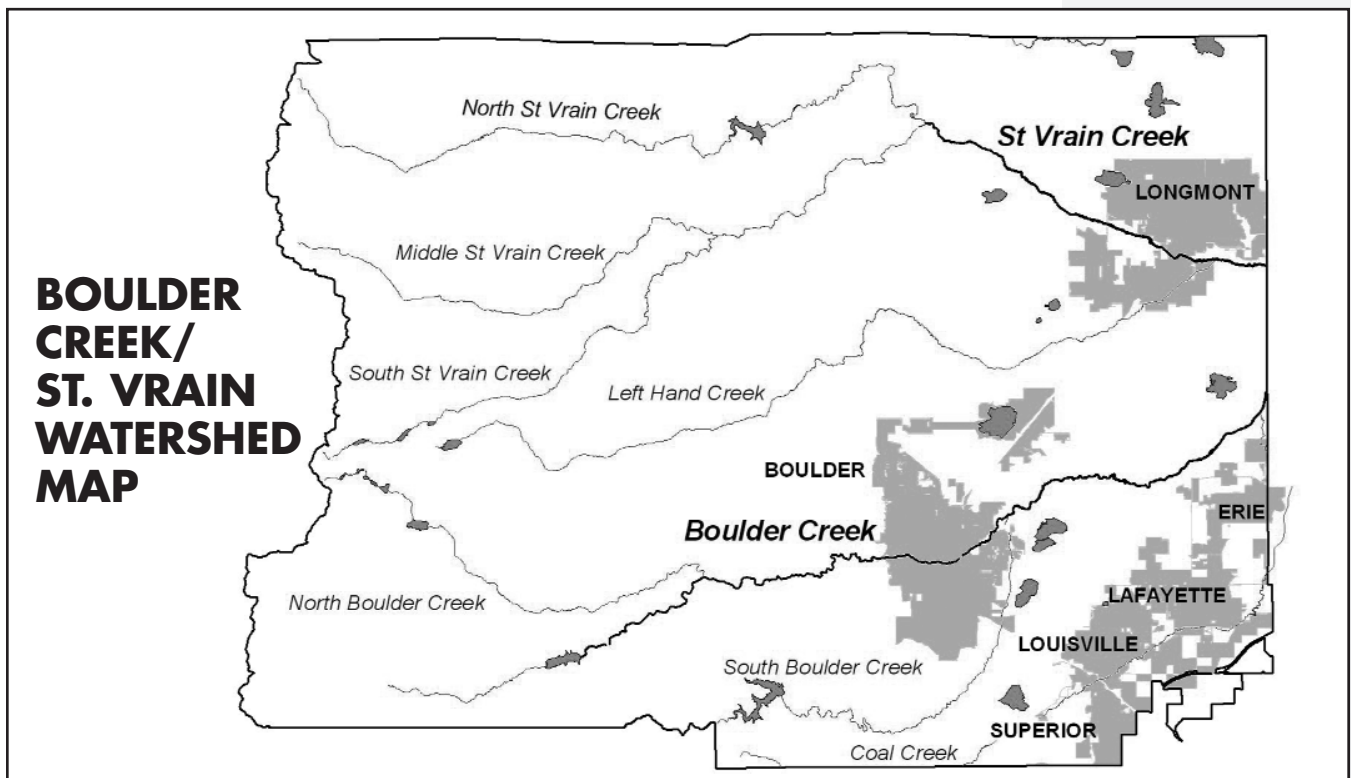 BOULDER
CREEK/
ST. VRAIN
WATERSHED
MAP
North St Vrain Creek
St Vrain Creek
LONGMONT
Middle St Vrain Creek
South St Vrain Creek
Left Hand Creek
BOULDER
ERIE
Boulder Creek
LAFAYETTE
North Boulder Creek
LOUISVILLE
South Boulder Creek
SUPERIOR
Coal Creek